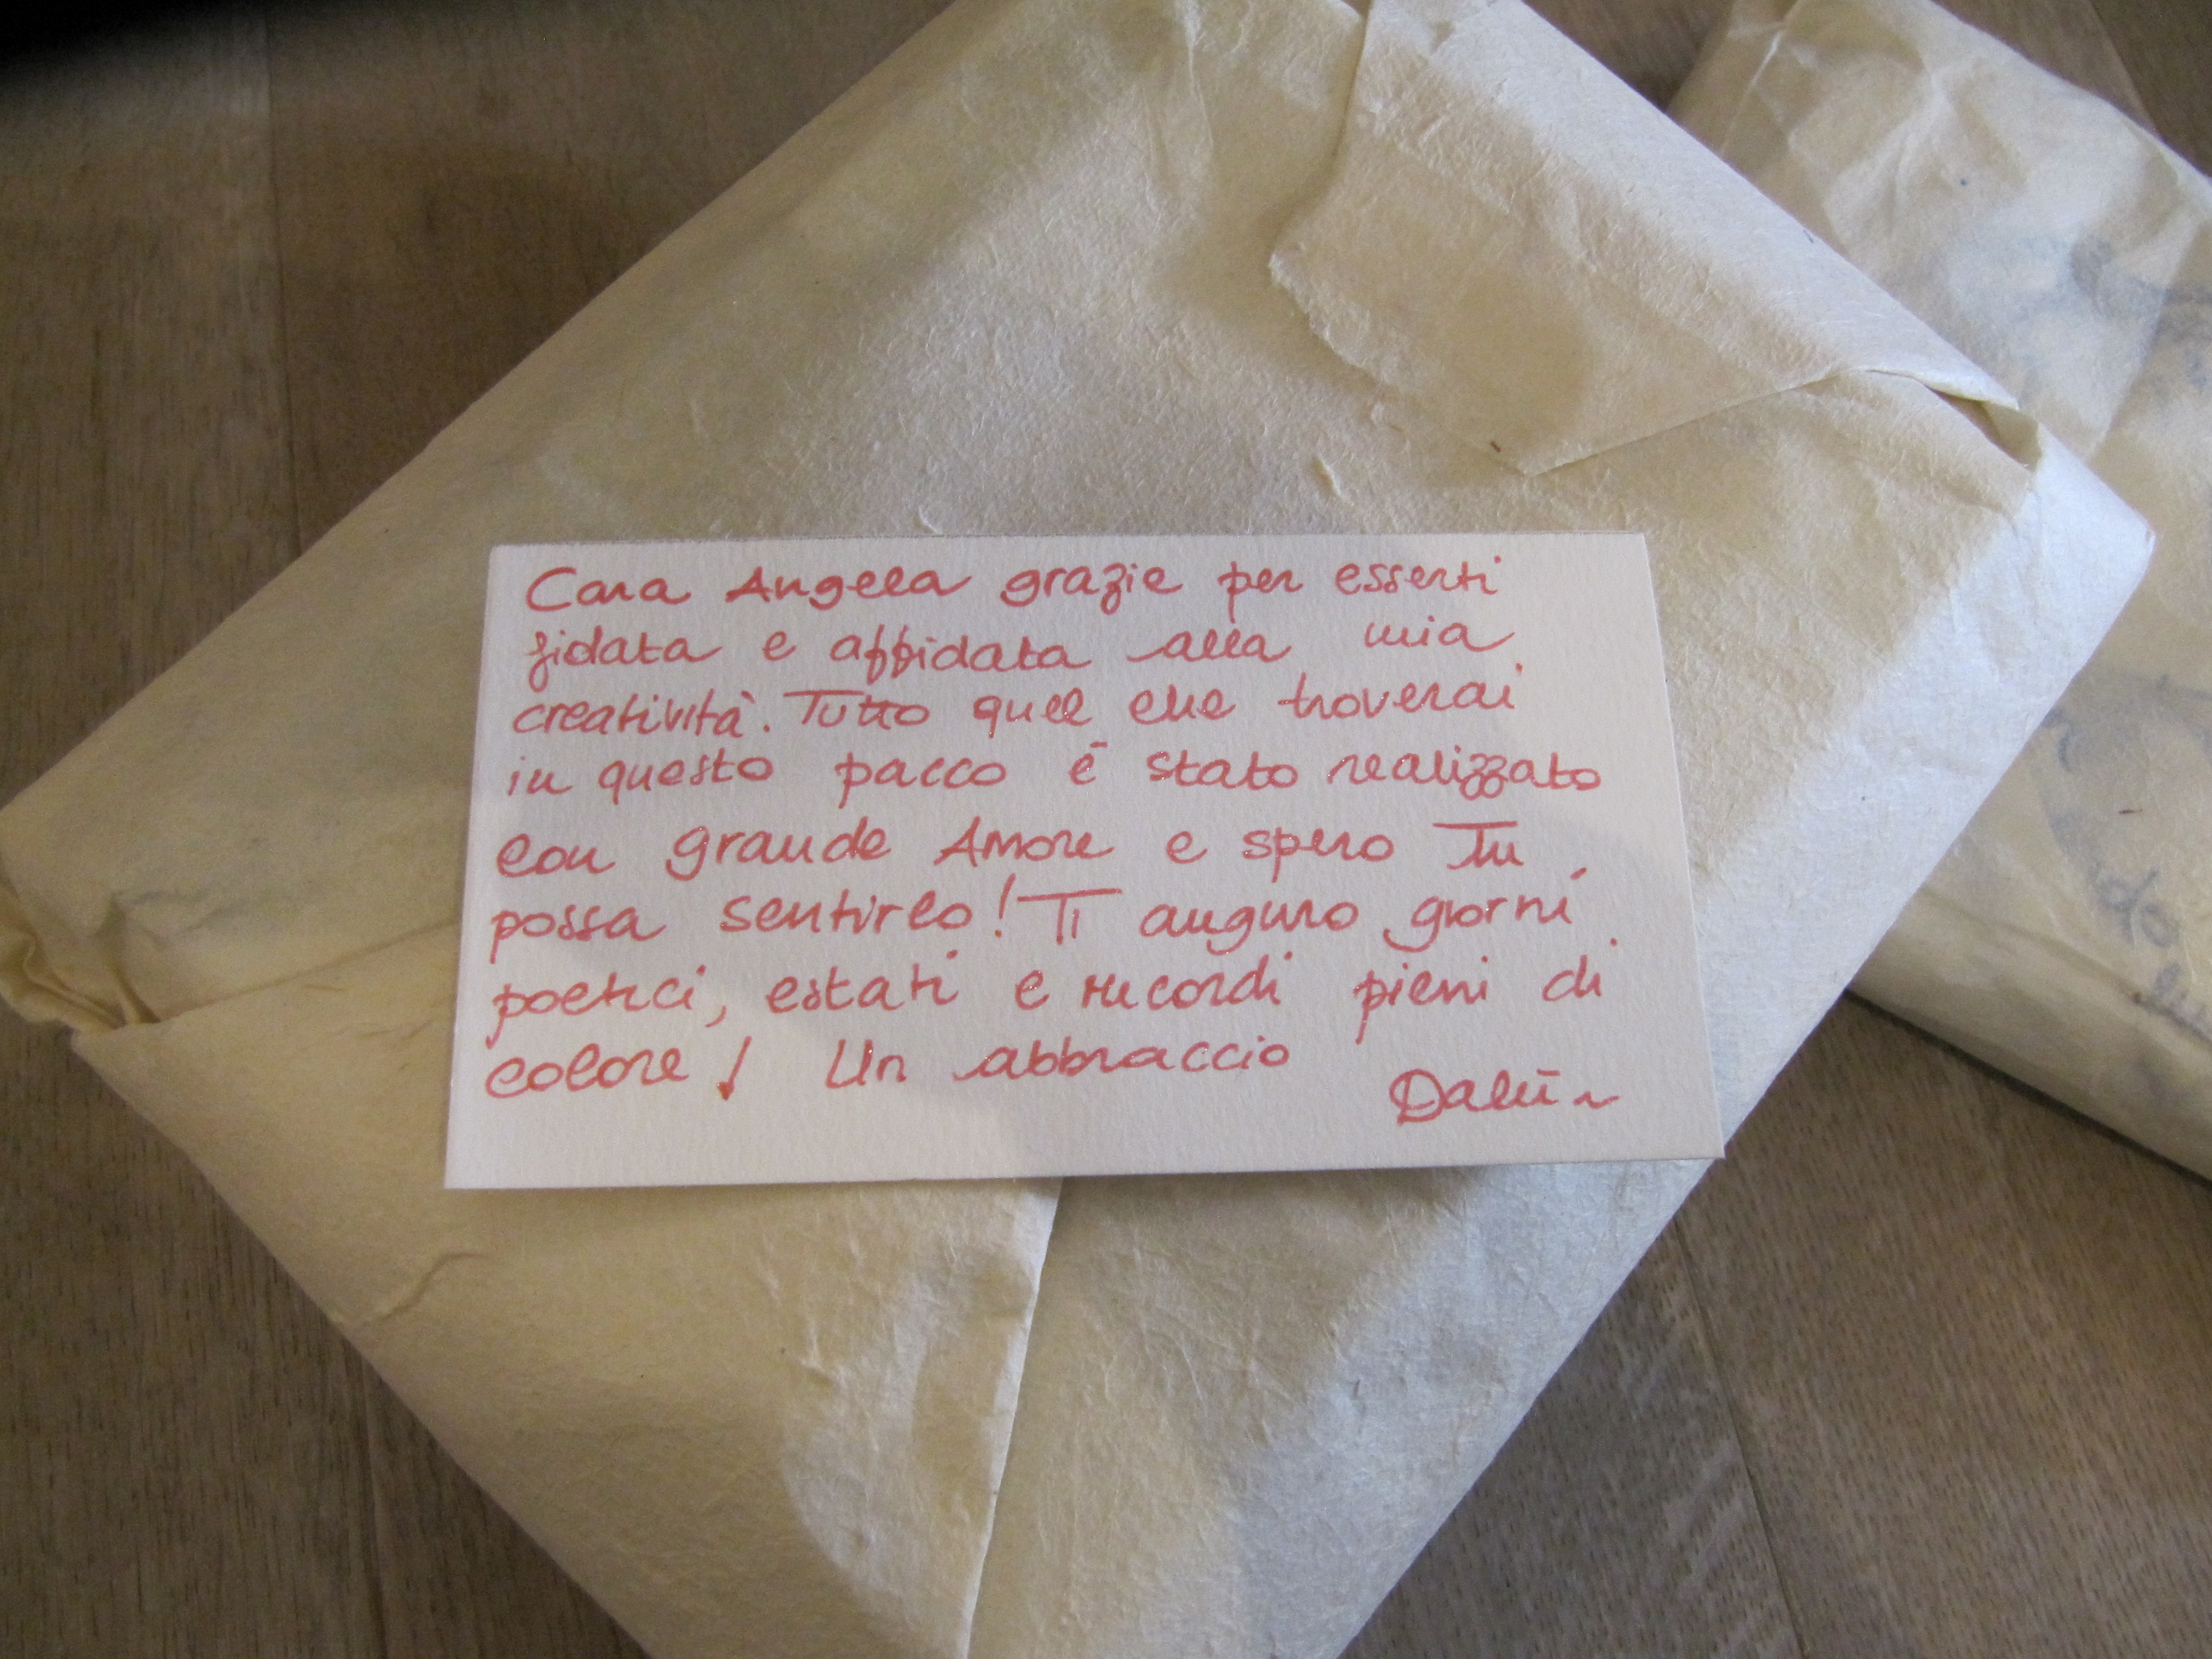 Cara Angela grazie per esserti
fidata e affidata alla mia
creatività. Tutto quel che troverai
in questo pacco è stato realizzato
con grande Amore e spero Tu
possa sentirlo! Ti auguro giorni
poetici, estati e ricordi pieni di
colore! Un abbraccio